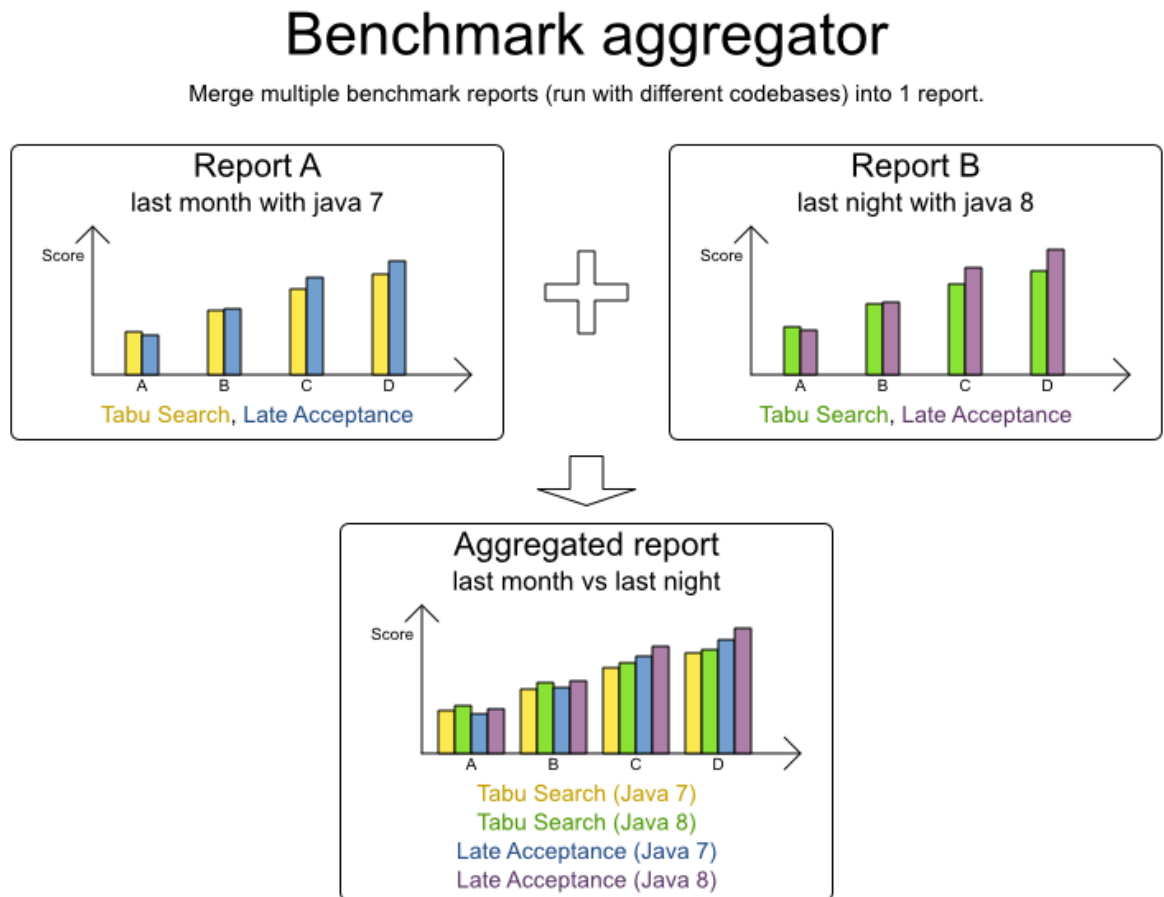 Benchmark aggregator
Merge multiple benchmark reports (run with different codebases) into 1 report.
Report A
last month with java 7
Score
A B C D
Tabu Search, Late Acceptance
Report B
last night with java 8
Score
A B C D
Tabu Search, Late Acceptance
Aggregated report
last month vs last night
Score
A B C D
Tabu Search (Java 7)
Tabu Search (Java 8)
Late Acceptance (Java 7)
Late Acceptance (Java 8)